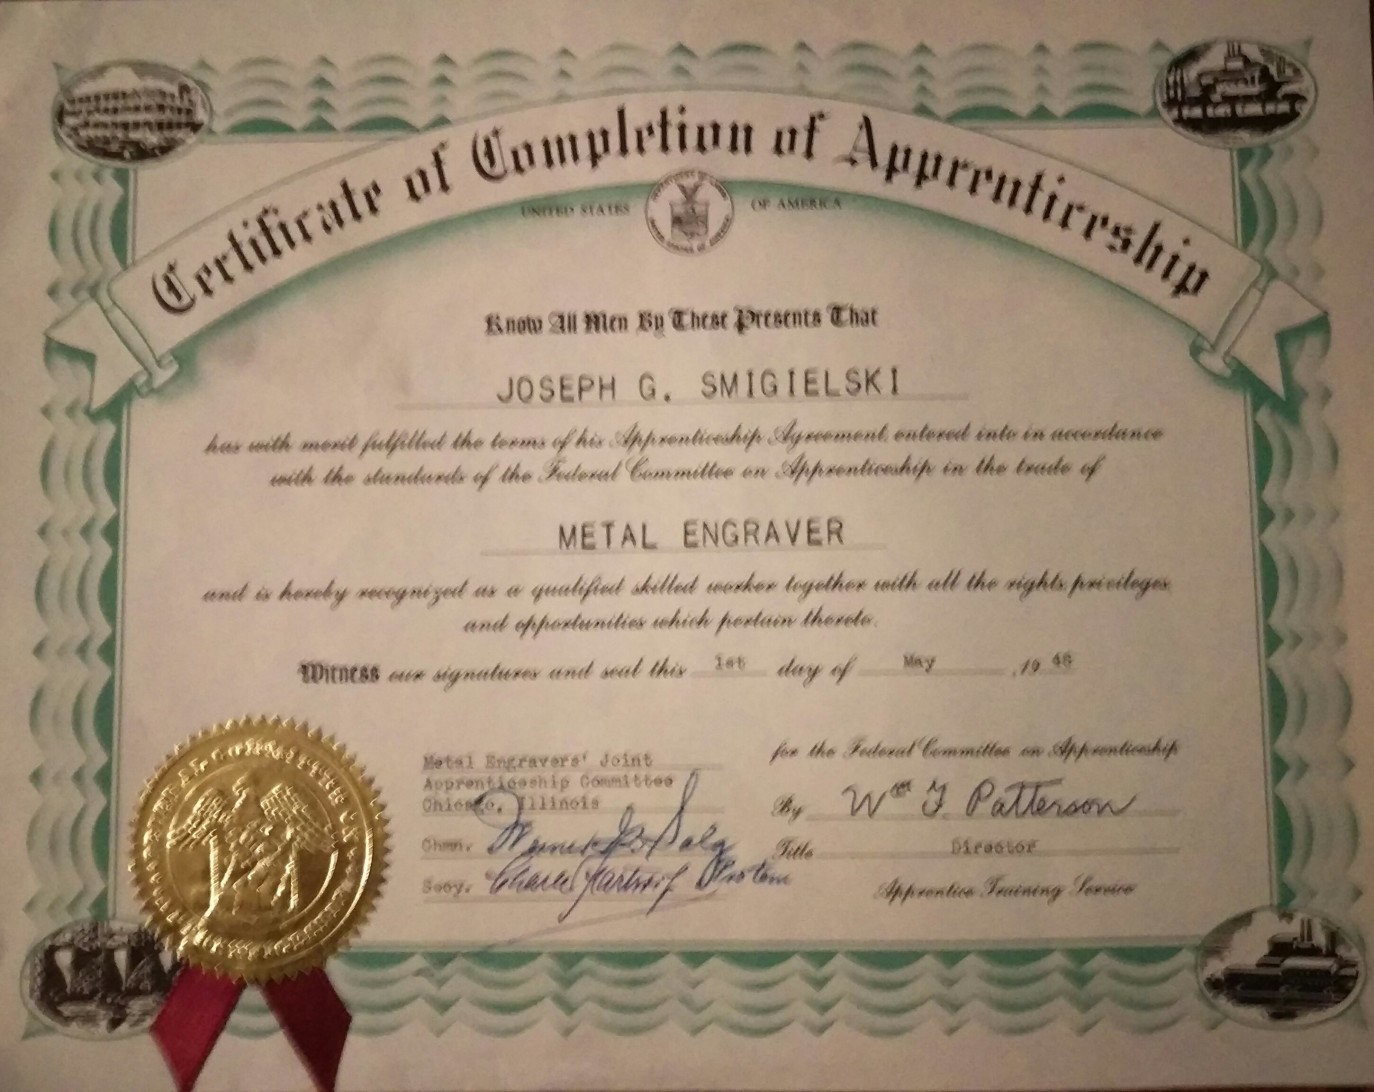 Certificate of Completion of Apprenticeship
UNITED STATES OF AMERICA
Know All Men By These Presents That
JOSEPH G. SMIGIELSKI
has with merit fulfilled the terms of his Apprenticeship Agreement, entered into in accordance
with the standards of the Federal Committee on Apprenticeship in the trade of
METAL ENGRAVER
and is hereby recognized as a qualified skilled worker together with all the rights, privileges,
and opportunities which pertain thereto.
Witness our signatures and seal this 1st day of May, 1948
Metal Engravers' Joint
Apprenticeship Committee
Chicago, Illinois
Chmn.
Secy. Protem
for the Federal Committee on Apprenticeship
By Wm F. Patterson
Title Director
Apprentice Training Service